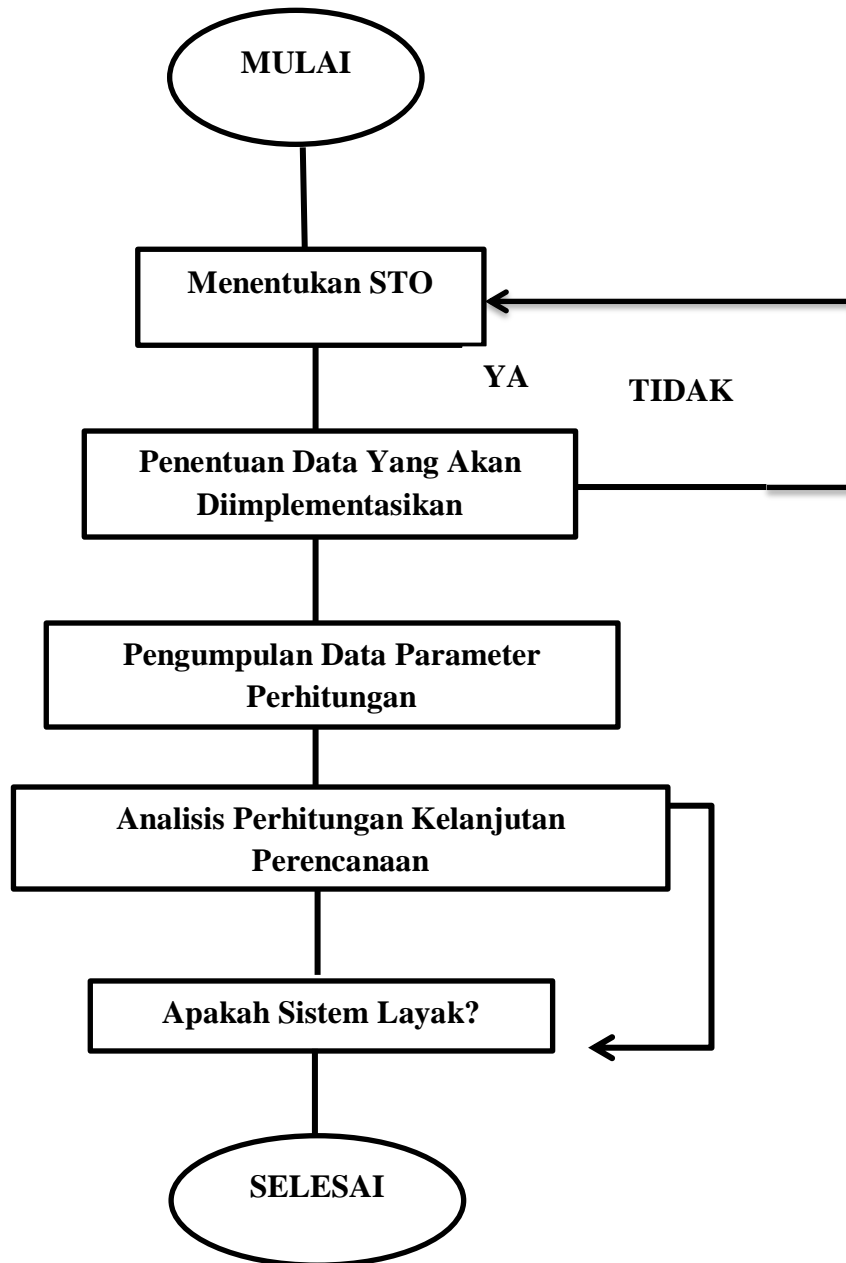 MULAI
Menentukan STO
YA
TIDAK
Penentuan Data Yang Akan
Diimplementasikan
Pengumpulan Data Parameter
Perhitungan
Analisis Perhitungan Kelanjutan
Perencanaan
Apakah Sistem Layak?
SELESAI